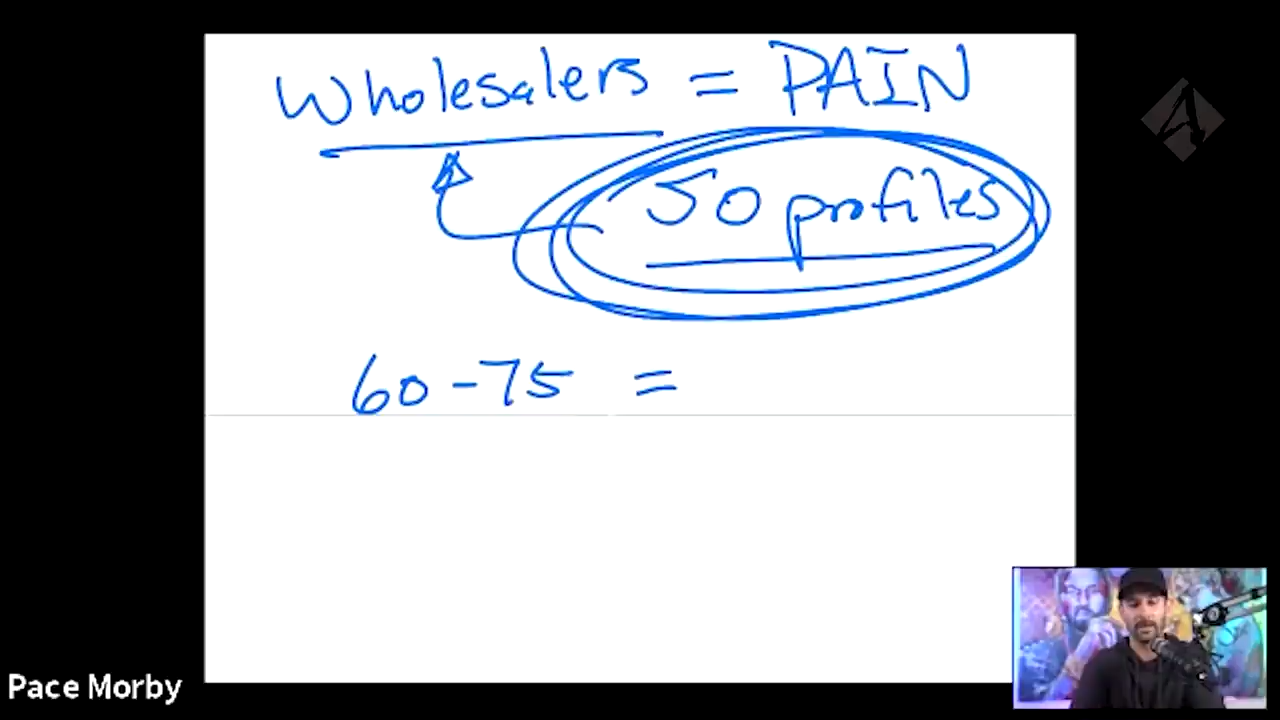 Wholesalers = PAIN
50 profiles
60-75 =
Pace Morby